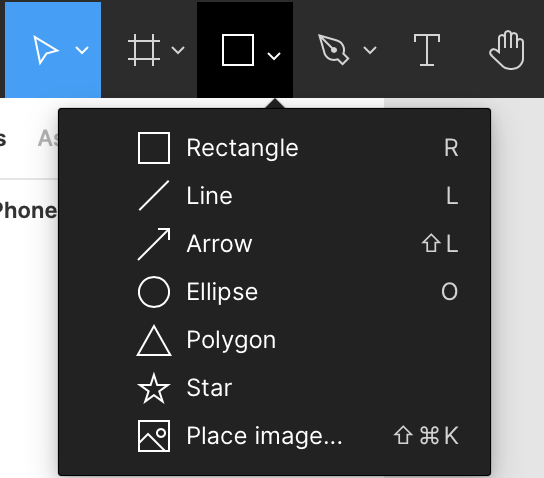 s As
Phone
Rectangle R
Line L
Arrow ⇧L
Ellipse O
Polygon
Star
Place image... ⇧⌘K